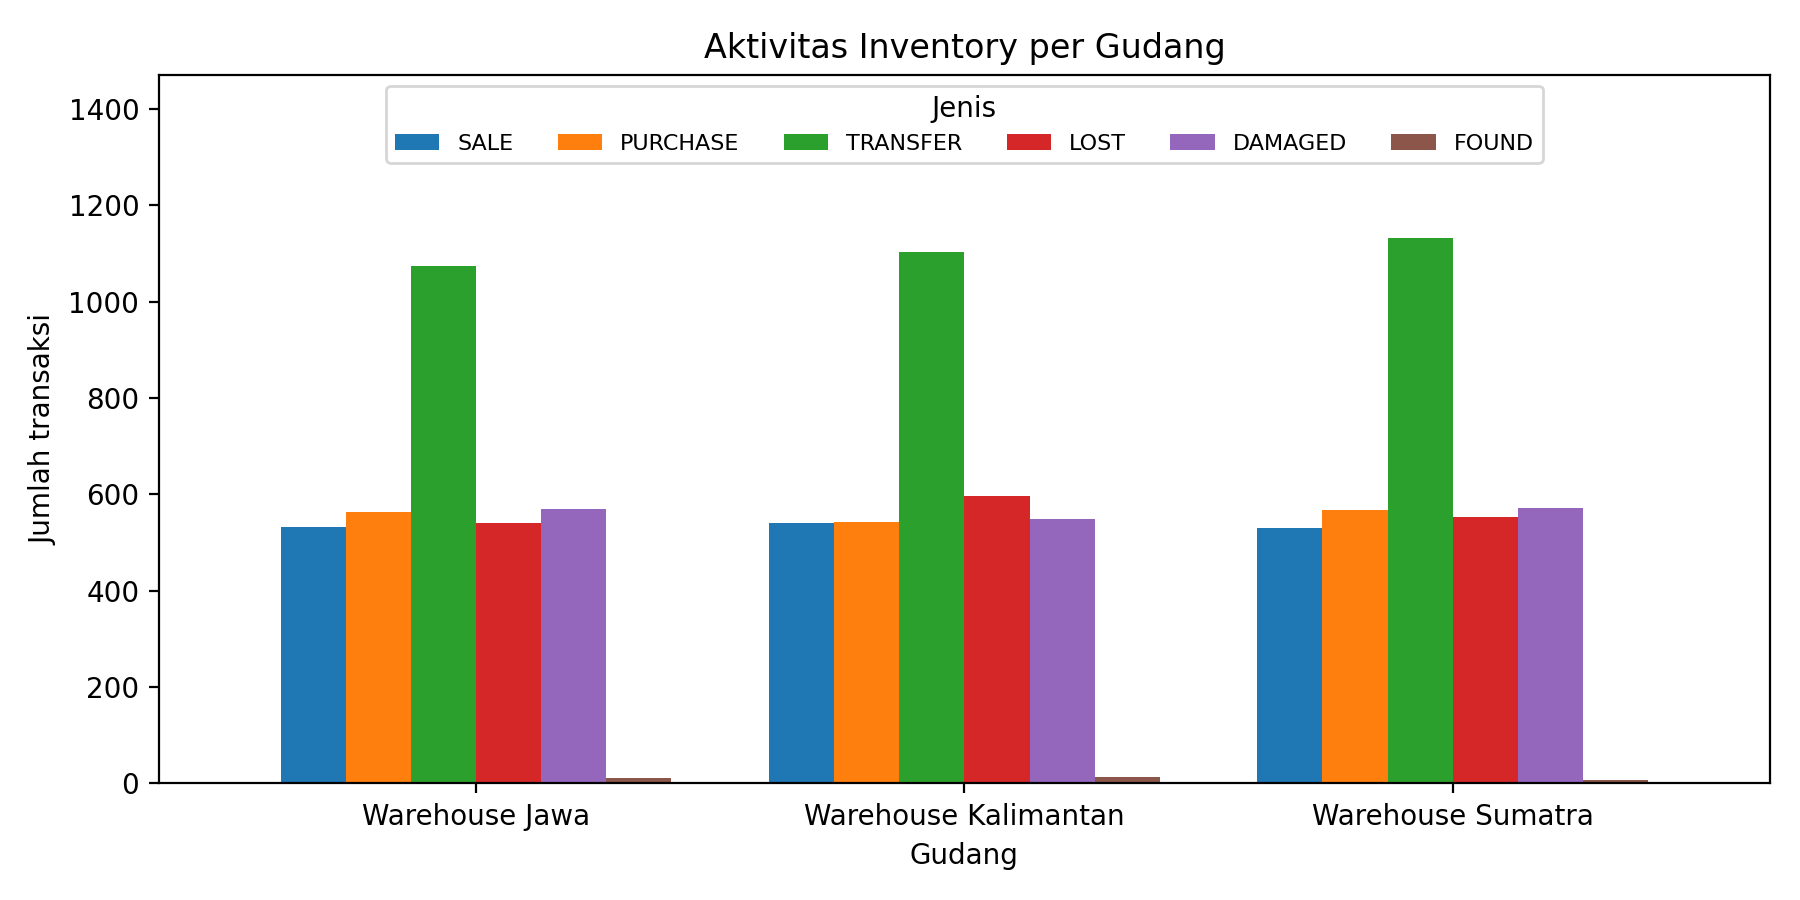 Aktivitas Inventory per Gudang
Jenis
SALE PURCHASE TRANSFER LOST DAMAGED FOUND
Jumlah transaksi
1400
1200
1000
800
600
400
200
0
Warehouse Jawa Warehouse Kalimantan Warehouse Sumatra
Gudang